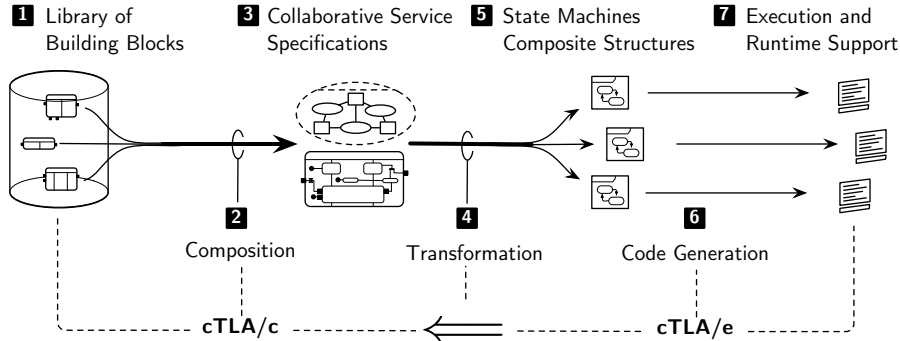 1 Library of
Building Blocks
3 Collaborative Service
Specifications
5 State Machines
Composite Structures
7 Execution and
Runtime Support
2
Composition
4
Transformation
6
Code Generation
cTLA/c
cTLA/e